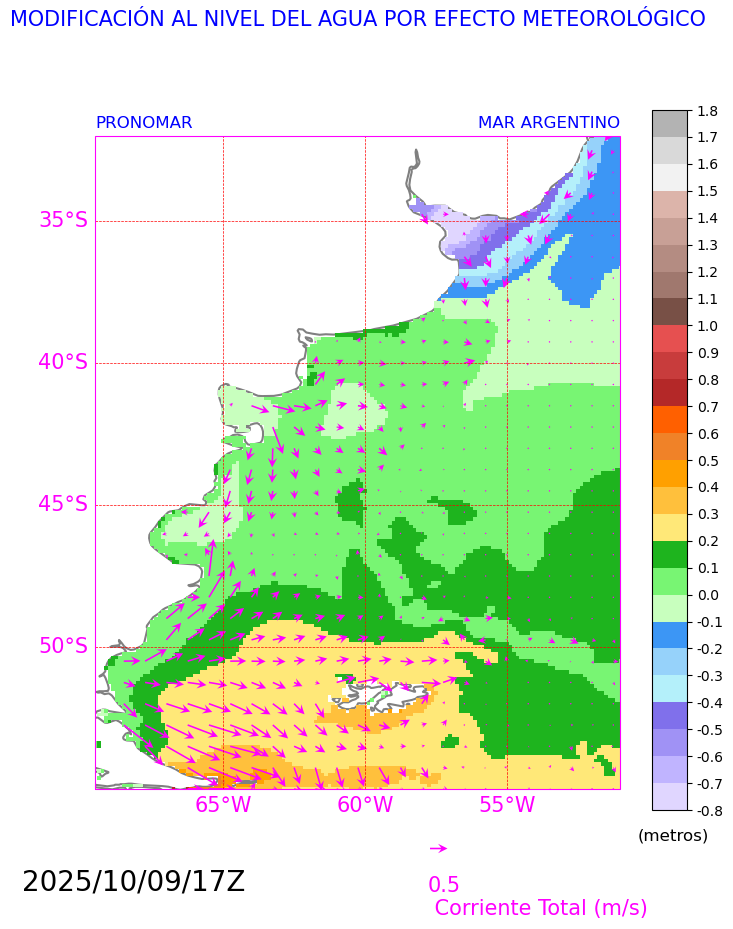 MODIFICACIÓN AL NIVEL DEL AGUA POR EFECTO METEOROLÓGICO
PRONOMAR MAR ARGENTINO
35°S
40°S
45°S
50°S
65°W 60°W 55°W
1.8
1.7
1.6
1.5
1.4
1.3
1.2
1.1
1.0
0.9
0.8
0.7
0.6
0.5
0.4
0.3
0.2
0.1
0.0
-0.1
-0.2
-0.3
-0.4
-0.5
-0.6
-0.7
-0.8
(metros)
2025/10/09/17Z
0.5
Corriente Total (m/s)